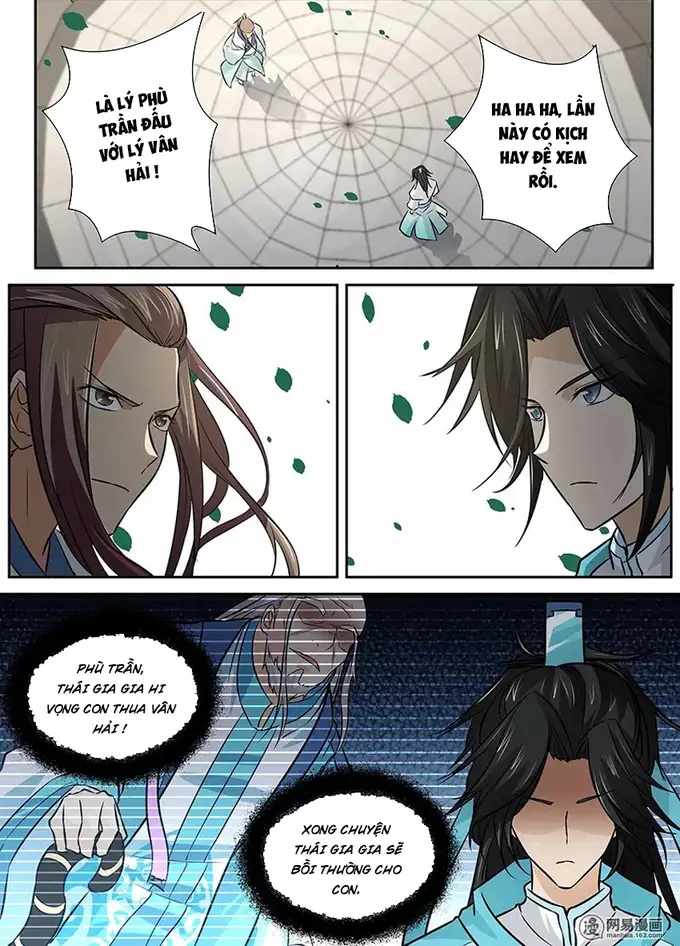 LÀ LÝ PHÙ
TRẦN ĐẤU
VỚI LÝ VÂN
HẢI !
HA HA HA, LẦN
NÀY CÓ KỊCH
HAY ĐỂ XEM
RỒI.
PHÙ TRẦN,
THÁI GIA GIA HI
VỌNG CON THUA VÂN
HẢI !
XONG CHUYỆN
THÁI GIA GIA SẼ
BỒI THƯỜNG CHO
CON.
网易漫画
manhua.163.com